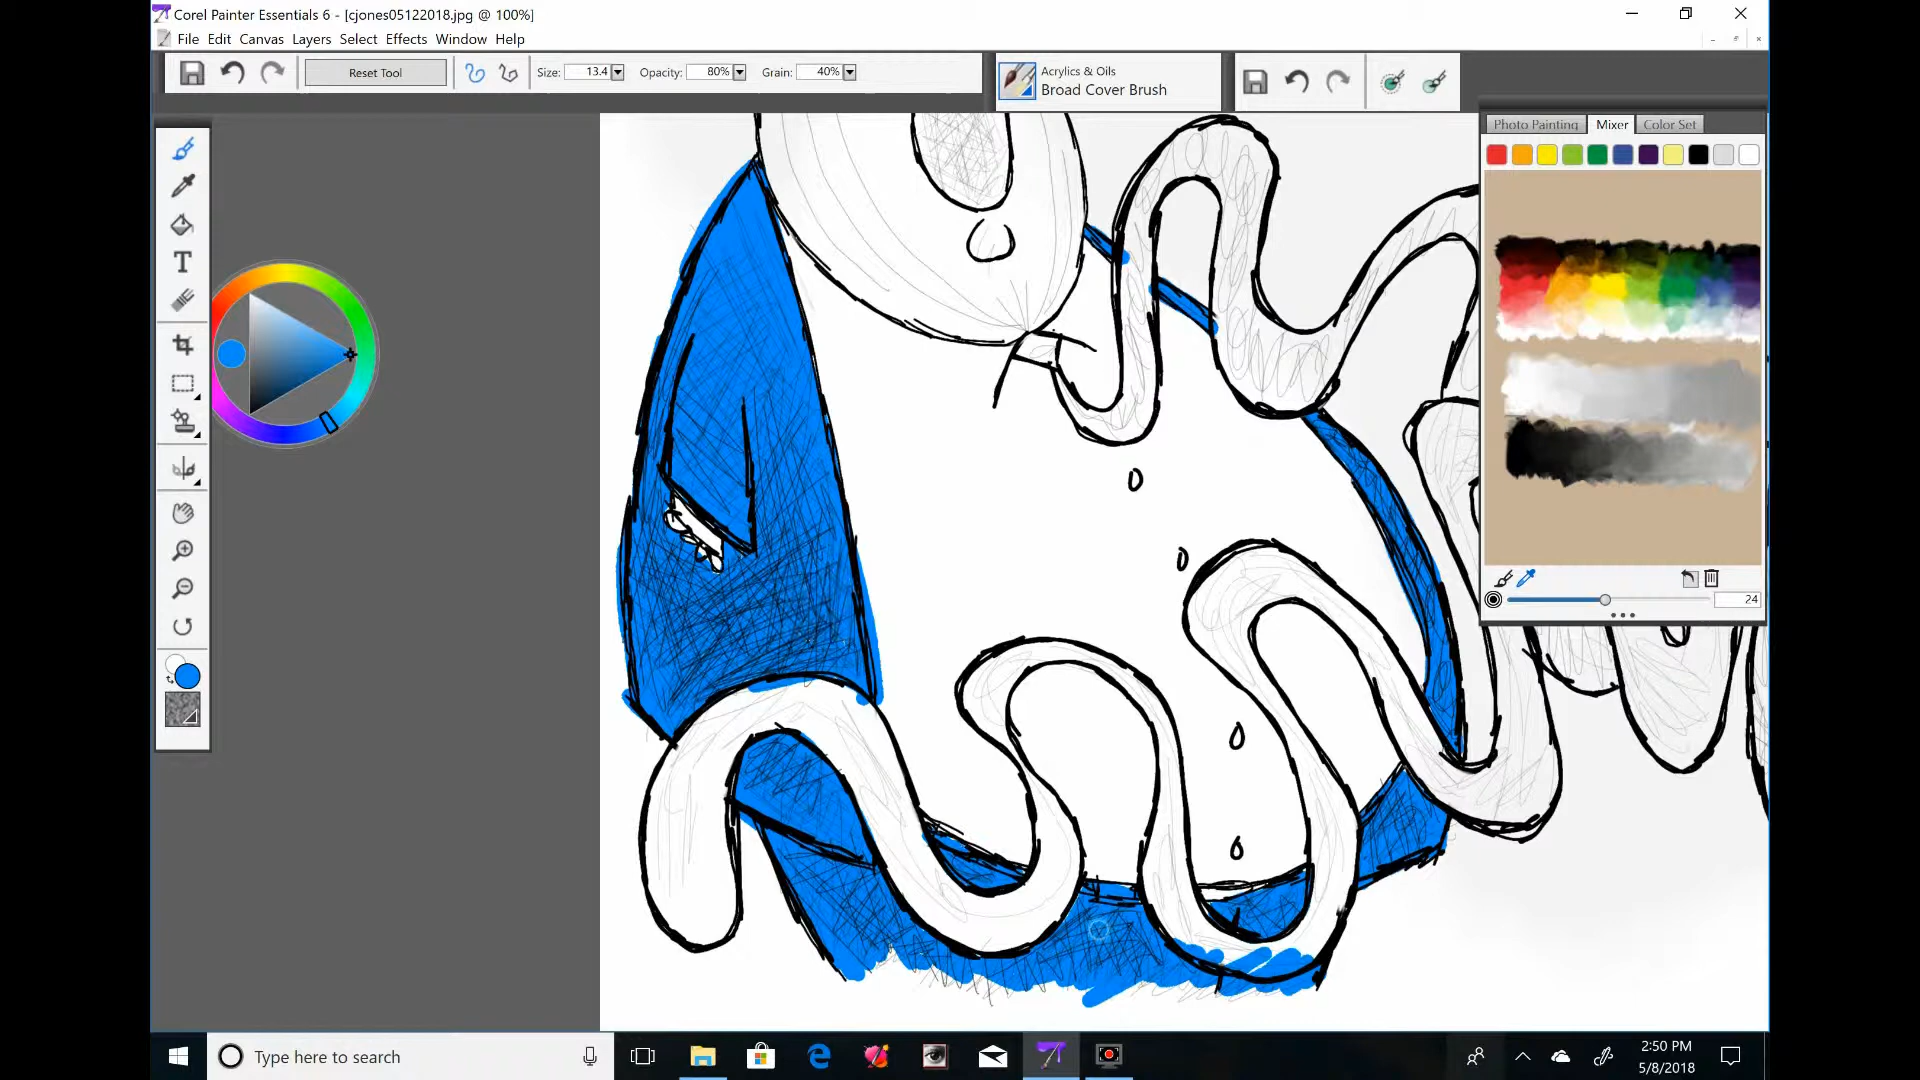 Corel Painter Essentials 6 - [cjones05122018.jpg @ 100%]
File Edit Canvas Layers Select Effects Window Help
Reset Tool Size: 13.4 Opacity: 80% Grain: 40%
Acrylics & Oils
Broad Cover Brush
Photo Painting Mixer Color Set
24
Type here to search
2:50 PM
5/8/2018